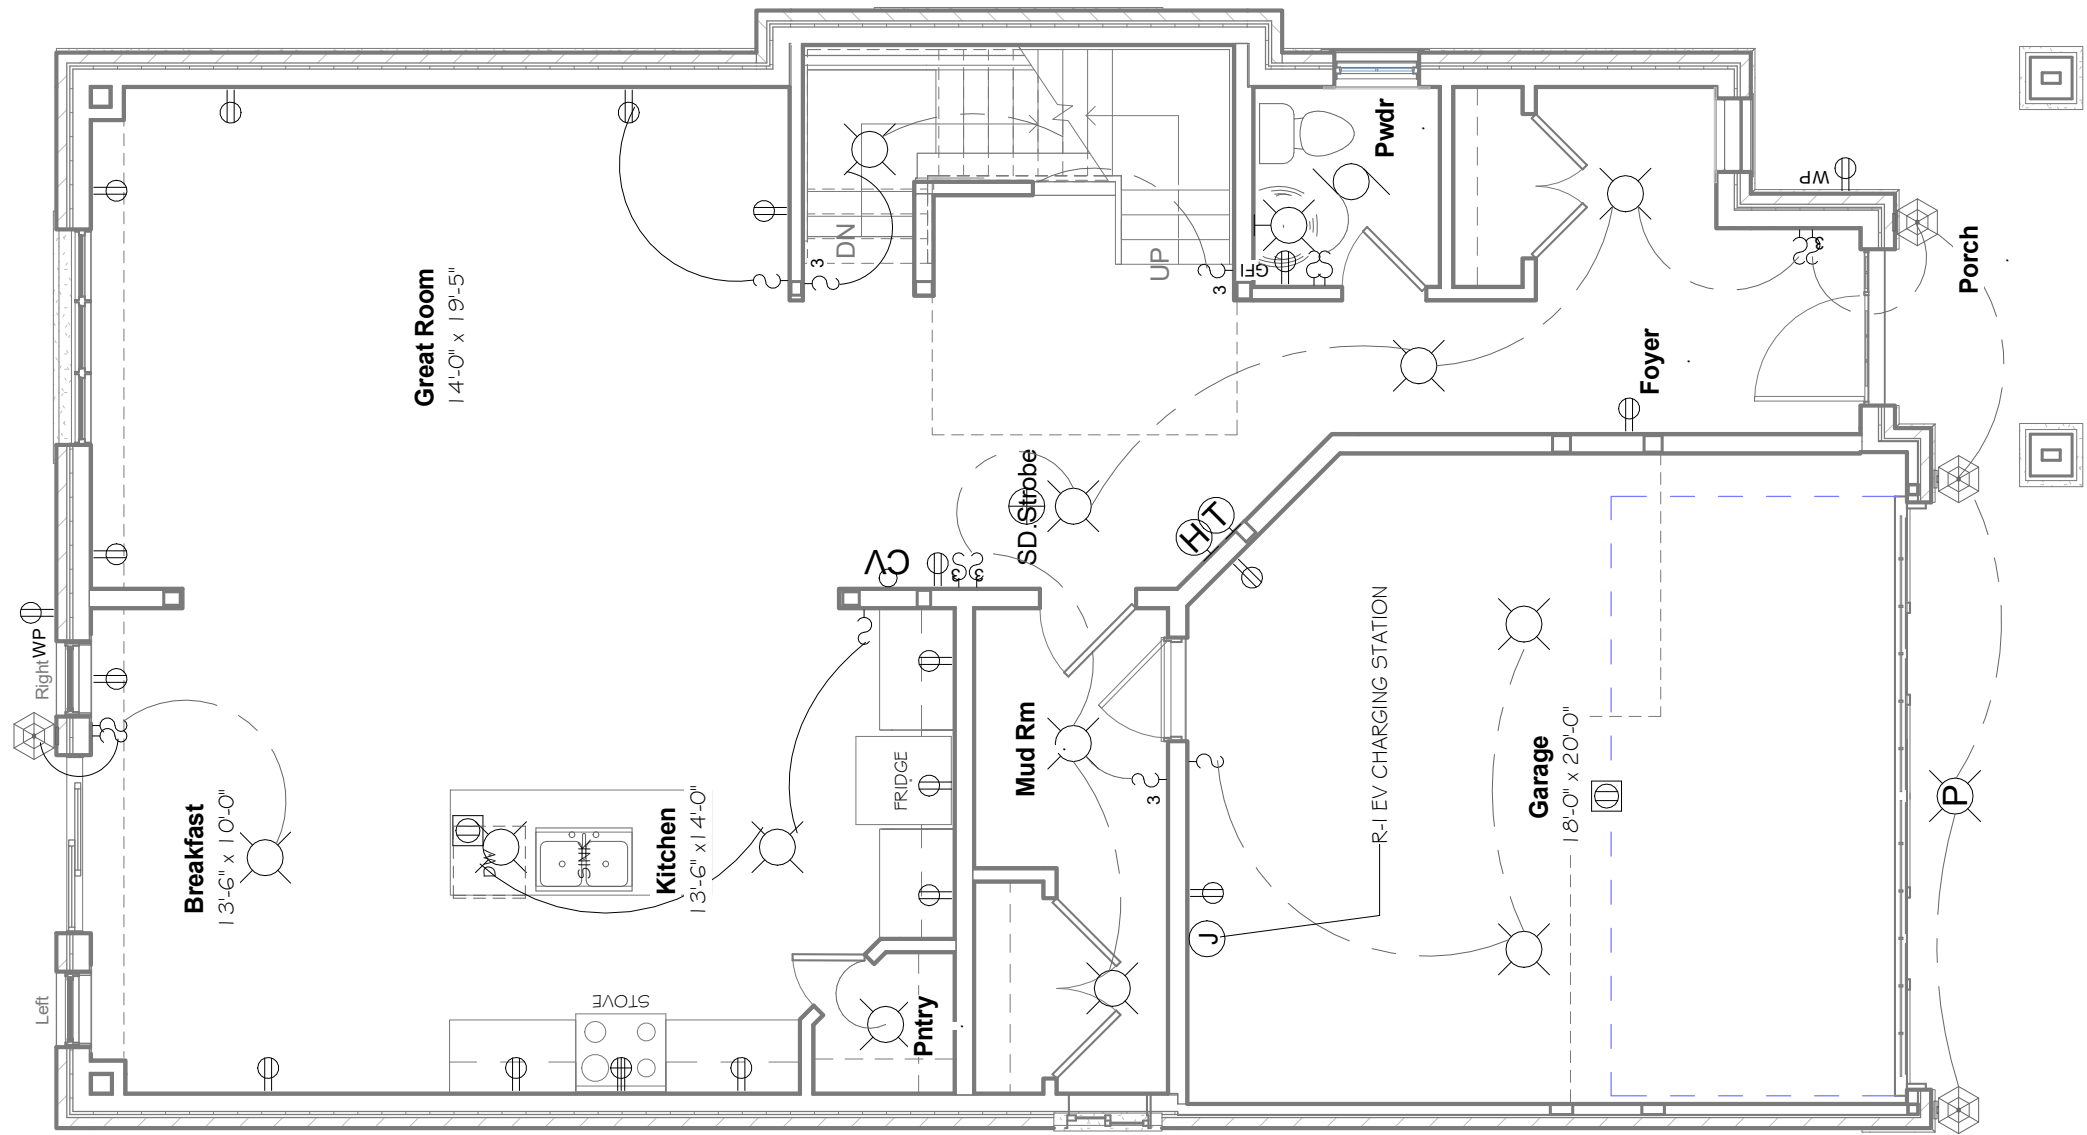 Great Room
14'-0" x 19'-5"
DN
3
UP
3
GFI
Pwdr
WP
3
Porch
Foyer
SD.Strobe
CV
3
3
H
T
Right
WP
Left
Breakfast
13'-6" x 10'-0"
DW
SINK
Kitchen
13'-6" x 14'-0"
FRIDGE
STOVE
Pntry
Mud Rm
3
J
R-I EV CHARGING STATION
Garage
18'-0" x 20'-0"
P